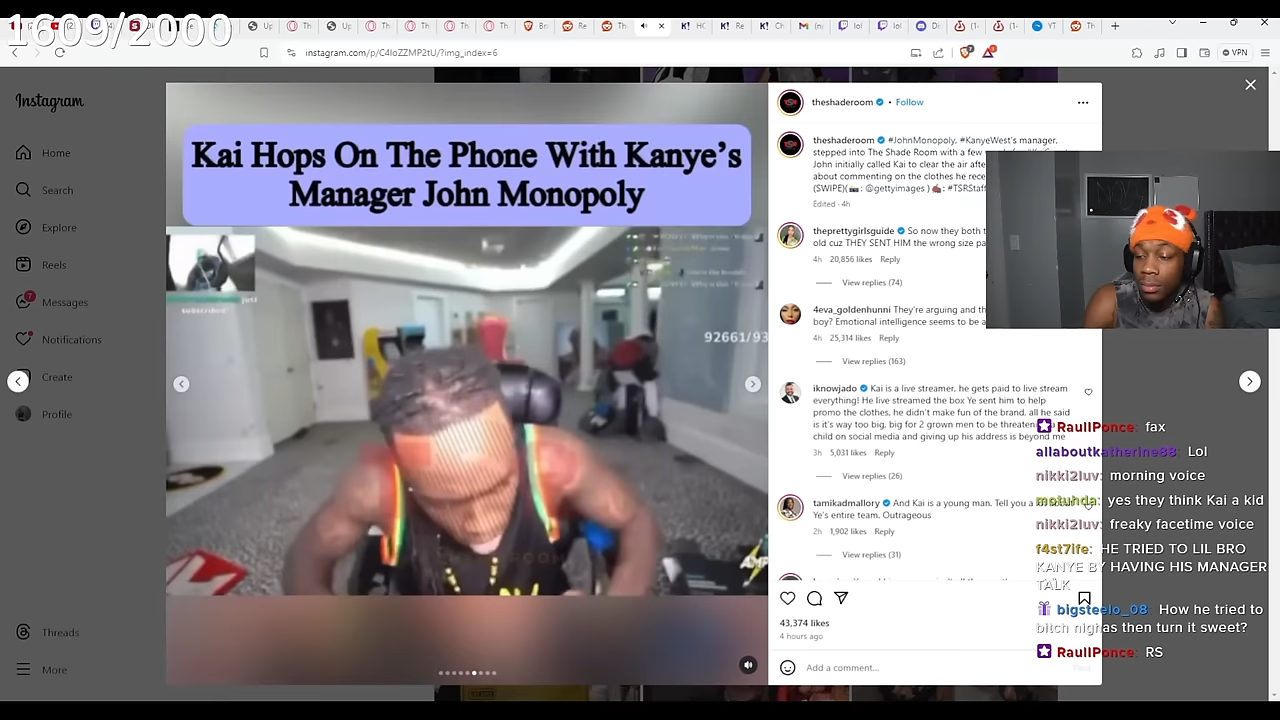 1609/2000
instagram.com/p/C4IoZZMP2tU/?img_index=6
VPN
Instagram
Home
Search
Explore
Reels
7
Messages
Notifications
Create
Profile
Threads
More
Kai Hops On The Phone With Kanye's
Manager John Monopoly
just
subscribed
92661/93
theshaderoom • Follow
theshaderoom #JohnMonopoly, #KanyeWest's manager,
stepped into The Shade Room with a few
John initially called Kai to clear the air
about commenting on the clothes he
(SWIPE)(📷: @gettyimages )✍🏾: #TSRStaff
Edited · 4h
theprettygirlsguide So now they both
old cuz THEY SENT HIM the wrong size
4h 20,856 likes Reply
View replies (74)
4eva_goldenhunni They're arguing and
boy? Emotional intelligence seems to be a
4h 25,314 likes Reply
View replies (163)
iknowjado Kai is a live streamer, he gets paid to live stream
everything! He live streamed the box Ye sent him to help
promo the clothes, he didn't make fun of the brand, all he said
is it's way too big, big for 2 grown men to be
child on social media and giving up his address is beyond me
3h 5,031 likes Reply
View replies (26)
tamikadmallory And Kai is a young man. Tell you a
Ye's entire team. Outrageous
2h 1,902 likes Reply
View replies (31)
43,374 likes
4 hours ago
Add a comment...
RaulIPonce: fax
allaboutkatherine88: Lol
nikki2luv: morning voice
motuhda: yes they think Kai a kid
nikki2luv: freaky facetime voice
f4st7ife: HE TRIED TO LIL BRO
KANYE BY HAVING HIS MANAGER
TALK
bigsteelo_08: How he tried to
bitch nighas then turn it sweet?
RaulIPonce: RS